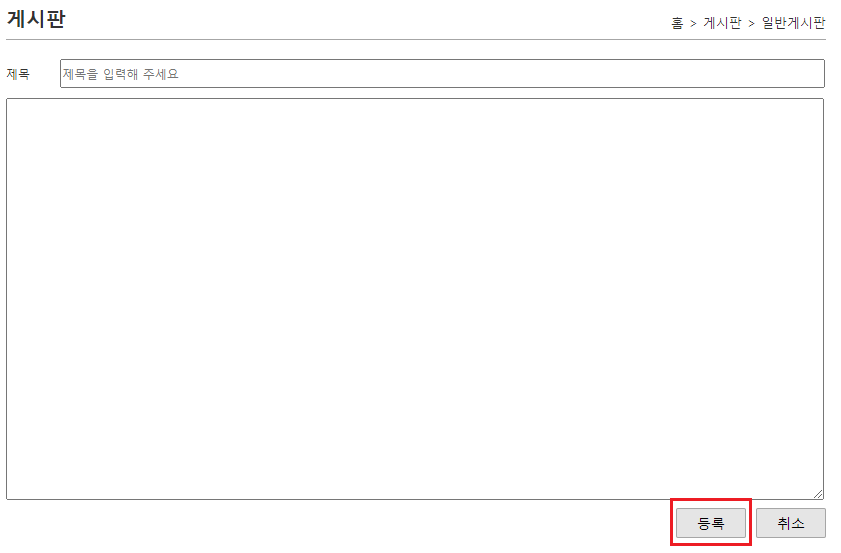 게시판
홈 > 게시판 > 일반게시판
제목
제목을 입력해 주세요
등록
취소